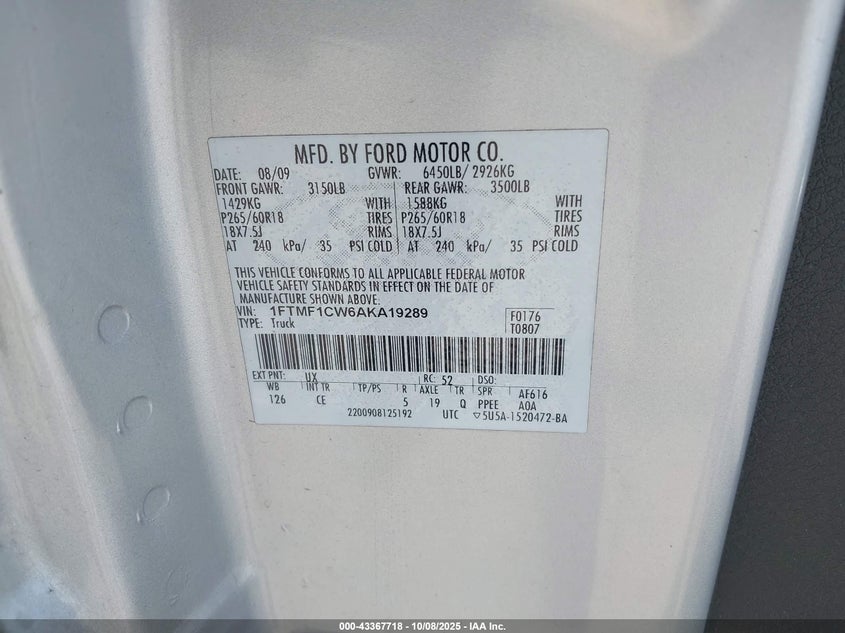 MFD. BY FORD MOTOR CO.
DATE: 08/09 GVWR: 6450LB/ 2926KG
FRONT GAWR: 3150LB REAR GAWR: 3500LB
1429KG WITH 1588KG WITH
P265/60R18 TIRES P265/60R18 TIRES
18X7.5J RIMS 18X7.5J RIMS
AT 240 kPa/ 35 PSI COLD AT 240 kPa/ 35 PSI COLD
THIS VEHICLE CONFORMS TO ALL APPLICABLE FEDERAL MOTOR
VEHICLE SAFETY STANDARDS IN EFFECT ON THE DATE OF
MANUFACTURE SHOWN ABOVE.
VIN: 1FTMF1CW6AKA19289 F0176
TYPE: Truck T0807
EXT PNT: UX RC: 52 DSO:
WB INT TR TP/PS R AXLE TR SPR AF616
126 CE 5 19 Q PPEE A0A
2200908125192 UTC ▽5U5A-1520472-BA
000-43367718 | 10/08/2025 | IAA Inc.